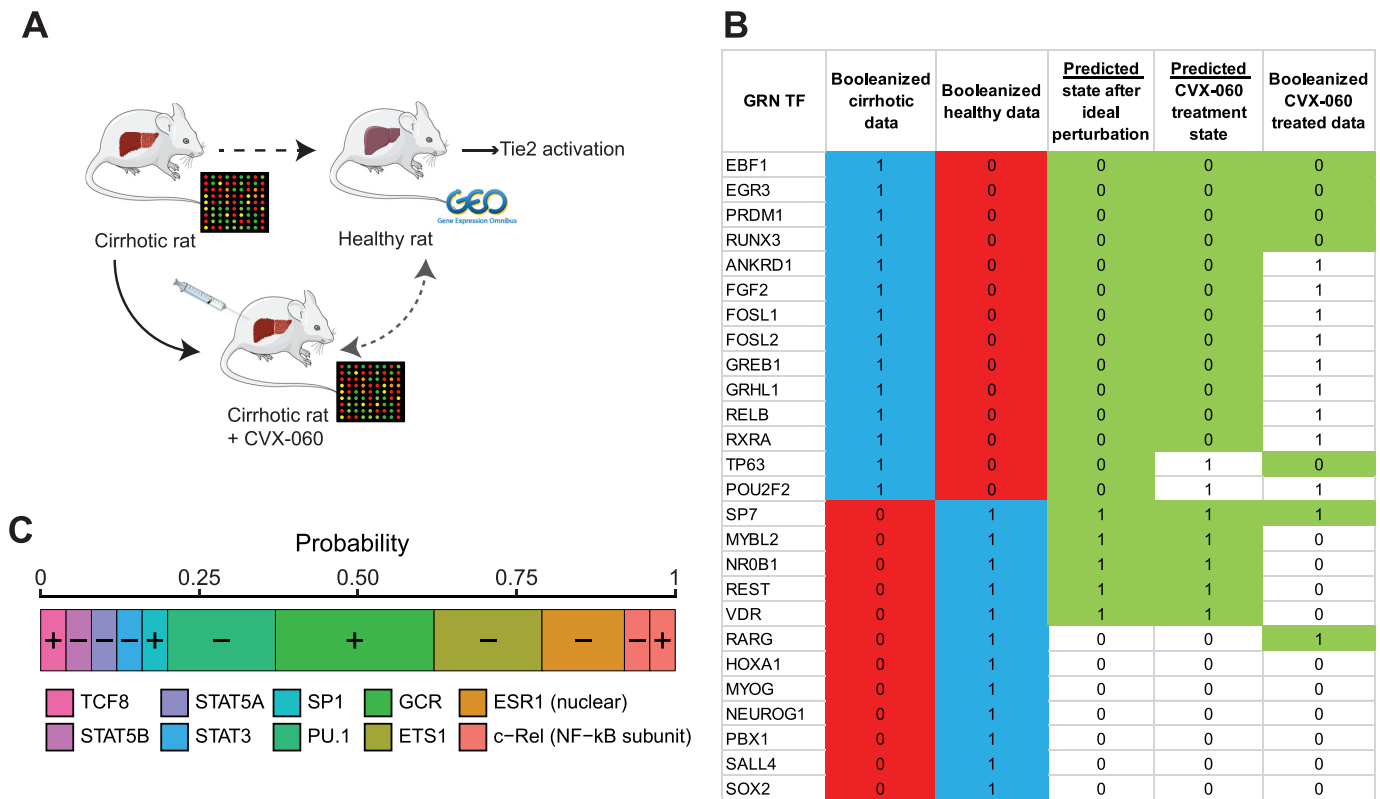 A
Tie2 activation
GEO
Gene Expression Omnibus
Cirrhotic rat
Healthy rat
Cirrhotic rat
+ CVX-060
B
GRN TF
Booleanized
cirrhotic
data
Booleanized
healthy data
Predicted
state after
ideal
perturbation
Predicted
CVX-060
treatment
state
Booleanized
CVX-060
treated data
EBF1 1 0 0 0 0
EGR3 1 0 0 0 0
PRDM1 1 0 0 0 0
RUNX3 1 0 0 0 0
ANKRD1 1 0 0 0 1
FGF2 1 0 0 0 1
FOSL1 1 0 0 0 1
FOSL2 1 0 0 0 1
GREB1 1 0 0 0 1
GRHL1 1 0 0 0 1
RELB 1 0 0 0 1
RXRA 1 0 0 0 1
TP63 1 0 0 1 0
POU2F2 1 0 0 1 1
SP7 0 1 1 1 1
MYBL2 0 1 1 1 0
NR0B1 0 1 1 1 0
REST 0 1 1 1 0
VDR 0 1 1 1 0
RARG 0 1 0 0 1
HOXA1 0 1 0 0 0
MYOG 0 1 0 0 0
NEUROG1 0 1 0 0 0
PBX1 0 1 0 0 0
SALL4 0 1 0 0 0
SOX2 0 1 0 0 0
C
Probability
0 0.25 0.50 0.75 1
+ − − − + − + − − − +
TCF8 STAT5A SP1 GCR ESR1 (nuclear)
STAT5B STAT3 PU.1 ETS1 c−Rel (NF−kB subunit)